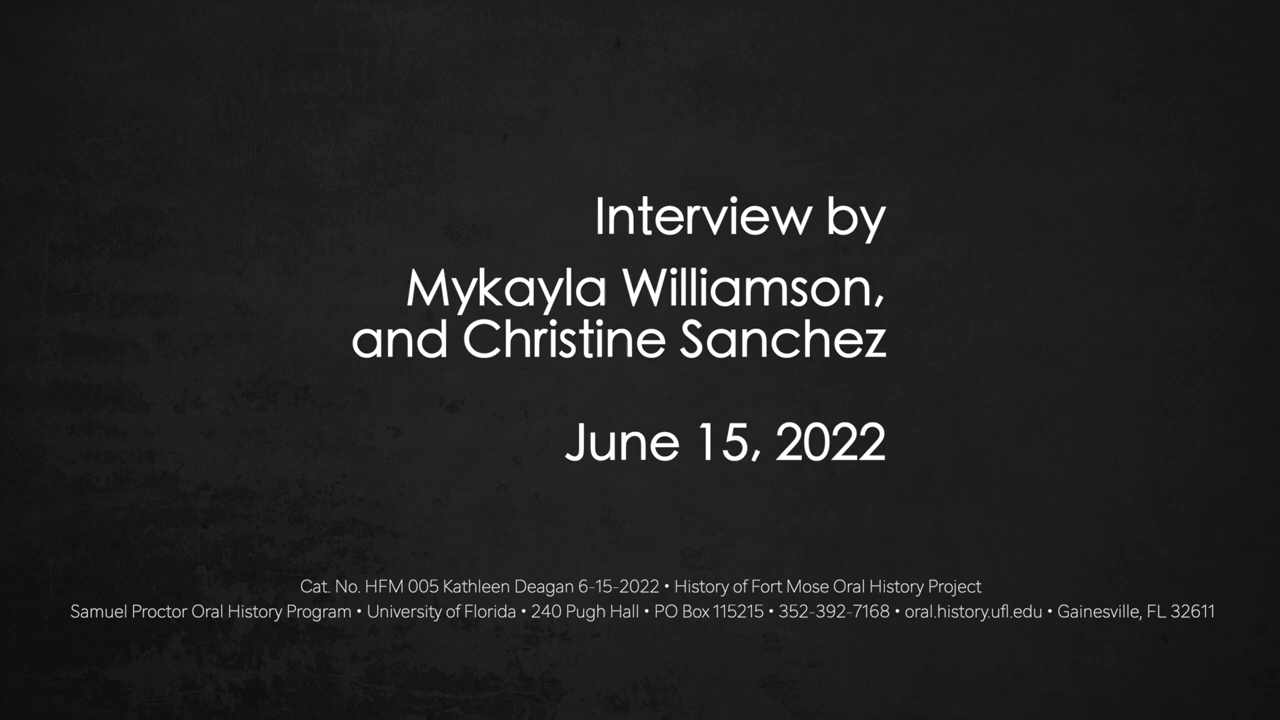 Interview by
Mykayla Williamson,
and Christine Sanchez
June 15, 2022
Cat. No. HFM 005 Kathleen Deagan 6-15-2022 • History of Fort Mose Oral History Project
Samuel Proctor Oral History Program • University of Florida • 240 Pugh Hall • PO Box 115215 • 352-392-7168 • oral.history.ufl.edu • Gainesville, FL 32611